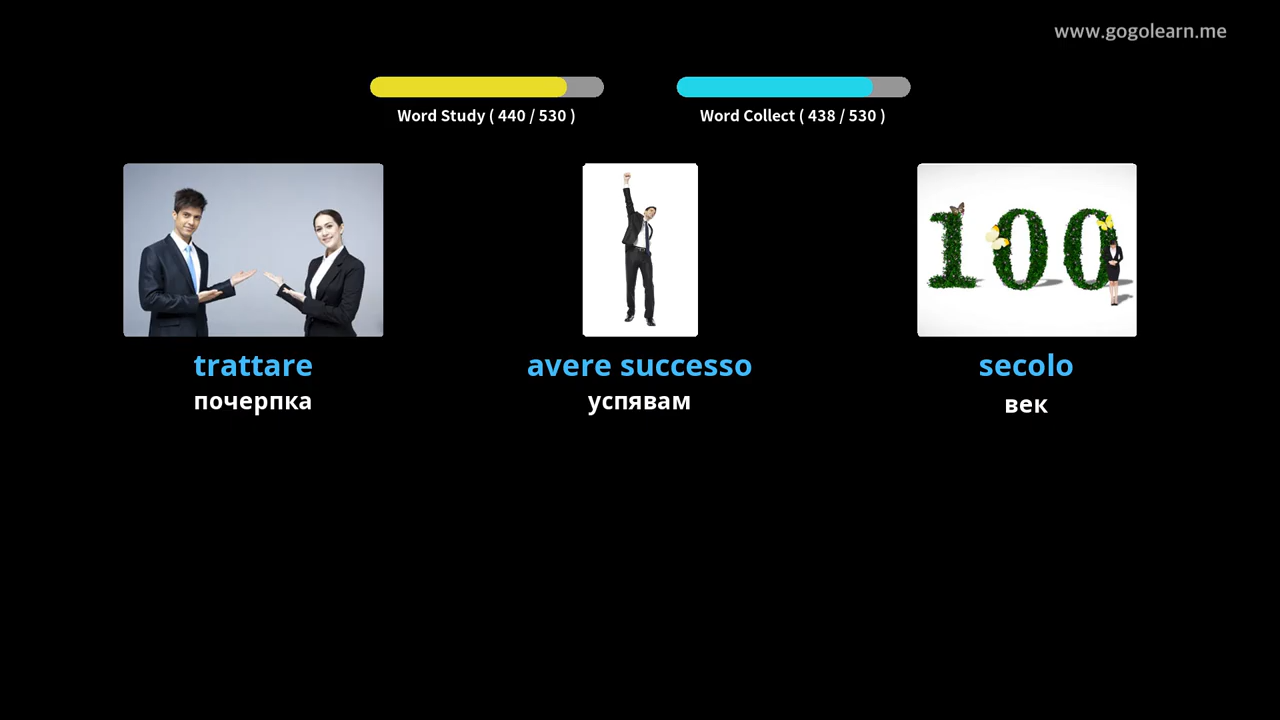 www.gogolearn.me
Word Study ( 440 / 530 )
Word Collect ( 438 / 530 )
100
trattare
avere successo
secolo
почерпка
успявам
век